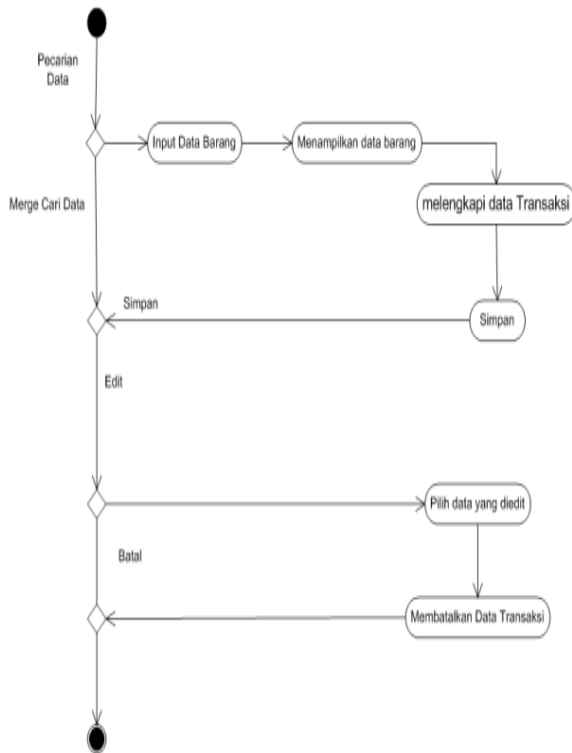 Pecarian
Data
Input Data Barang
Menampilkan data barang
melengkapi data Transaksi
Merge Cari Data
Simpan
Simpan
Edit
Pilih data yang diedit
Batal
Membatalkan Data Transaksi